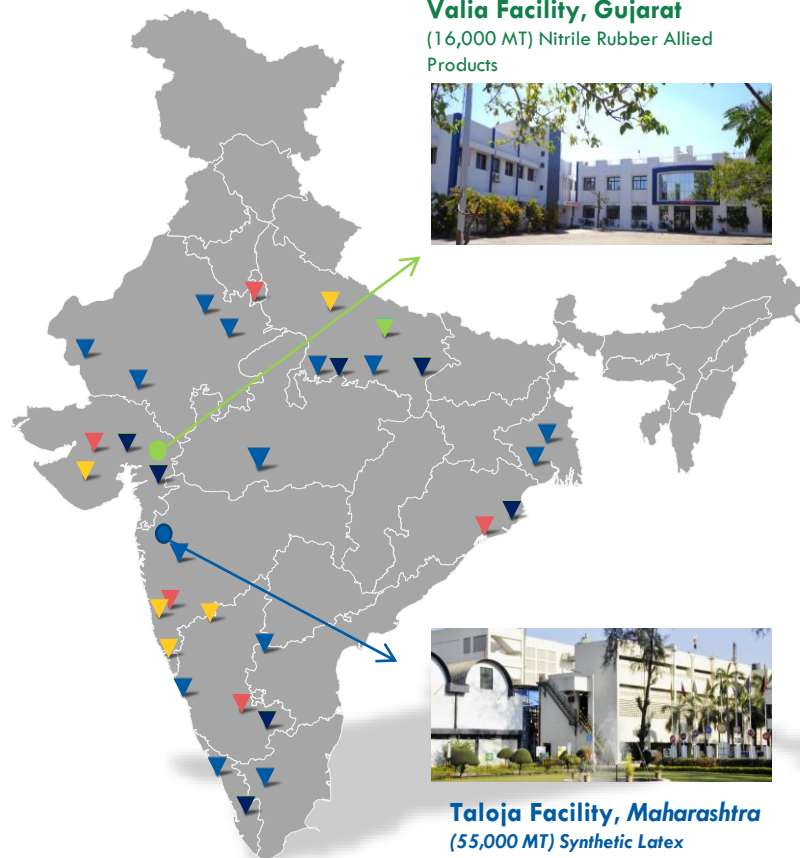 Valia Facility, Gujarat
(16,000 MT) Nitrile Rubber Allied
Products
Taloja Facility, Maharashtra
(55,000 MT) Synthetic Latex